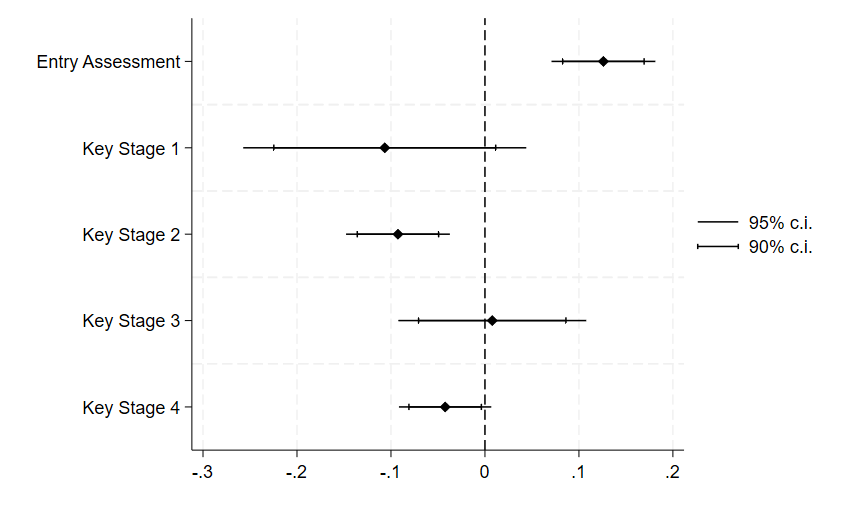 Entry Assessment
Key Stage 1
Key Stage 2
Key Stage 3
Key Stage 4
95% c.i.
90% c.i.
-.3 -.2 -.1 0 .1 .2